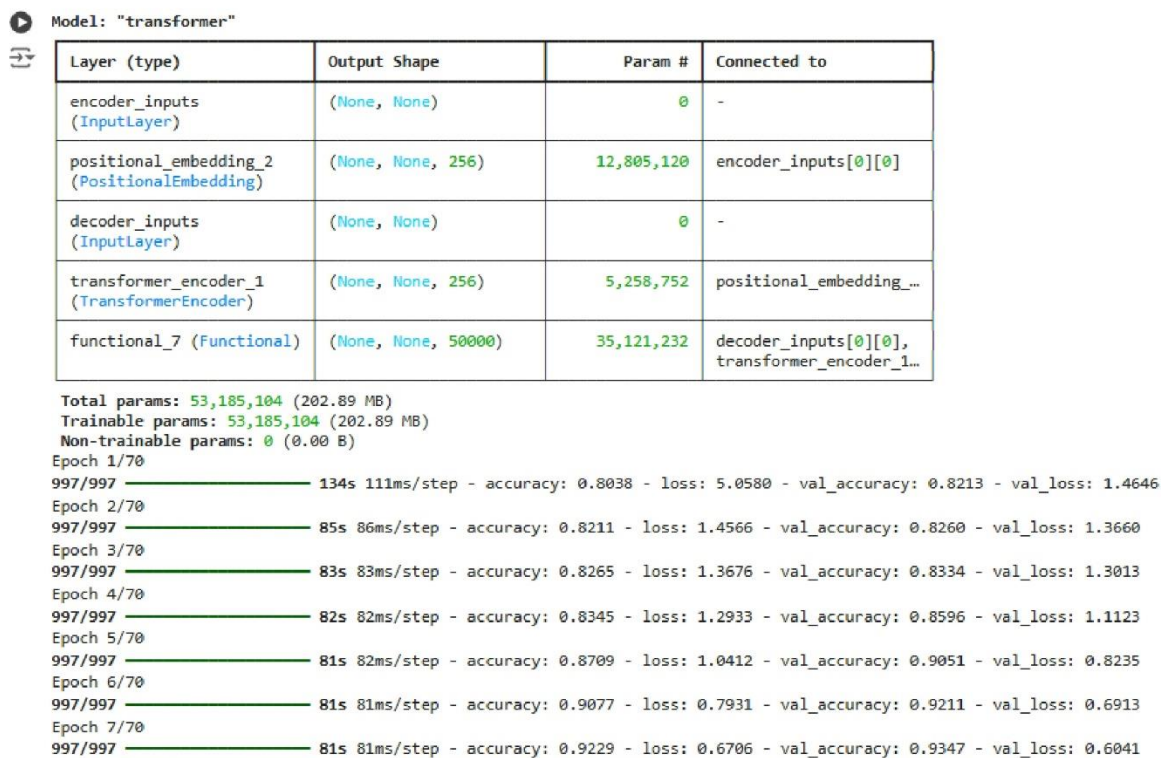 Model: "transformer"
Layer (type) Output Shape Param # Connected to
encoder_inputs (None, None) 0 -
(InputLayer)
positional_embedding_2 (None, None, 256) 12,805,120 encoder_inputs[0][0]
(PositionalEmbedding)
decoder_inputs (None, None) 0 -
(InputLayer)
transformer_encoder_1 (None, None, 256) 5,258,752 positional_embedding_…
(TransformerEncoder)
functional_7 (Functional) (None, None, 50000) 35,121,232 decoder_inputs[0][0],
transformer_encoder_1…
Total params: 53,185,104 (202.89 MB)
Trainable params: 53,185,104 (202.89 MB)
Non-trainable params: 0 (0.00 B)
Epoch 1/70
997/997 134s 111ms/step - accuracy: 0.8038 - loss: 5.0580 - val_accuracy: 0.8213 - val_loss: 1.4646
Epoch 2/70
997/997 85s 86ms/step - accuracy: 0.8211 - loss: 1.4566 - val_accuracy: 0.8260 - val_loss: 1.3660
Epoch 3/70
997/997 83s 83ms/step - accuracy: 0.8265 - loss: 1.3676 - val_accuracy: 0.8334 - val_loss: 1.3013
Epoch 4/70
997/997 82s 82ms/step - accuracy: 0.8345 - loss: 1.2933 - val_accuracy: 0.8596 - val_loss: 1.1123
Epoch 5/70
997/997 81s 82ms/step - accuracy: 0.8709 - loss: 1.0412 - val_accuracy: 0.9051 - val_loss: 0.8235
Epoch 6/70
997/997 81s 81ms/step - accuracy: 0.9077 - loss: 0.7931 - val_accuracy: 0.9211 - val_loss: 0.6913
Epoch 7/70
997/997 81s 81ms/step - accuracy: 0.9229 - loss: 0.6706 - val_accuracy: 0.9347 - val_loss: 0.6041